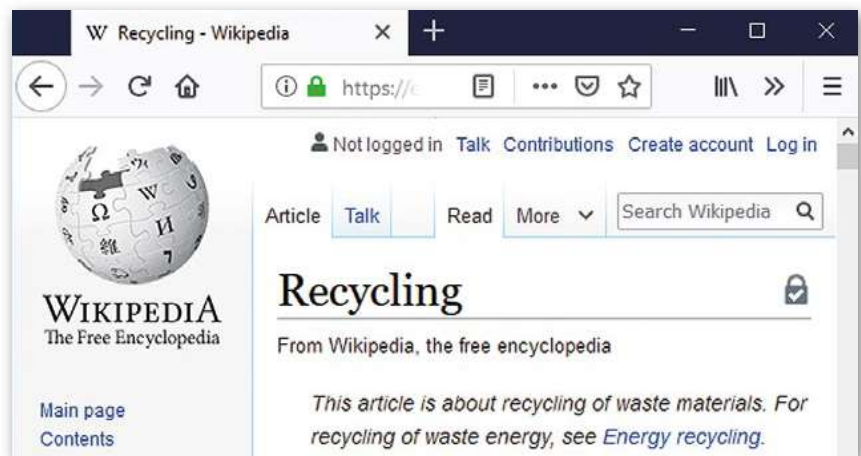 Recycling - Wikipedia
https://e
Not logged in Talk Contributions Create account Log in
Article Talk Read More Search Wikipedia
WIKIPEDIA
The Free Encyclopedia
Recycling
From Wikipedia, the free encyclopedia
This article is about recycling of waste materials. For
recycling of waste energy, see Energy recycling.
Main page
Contents